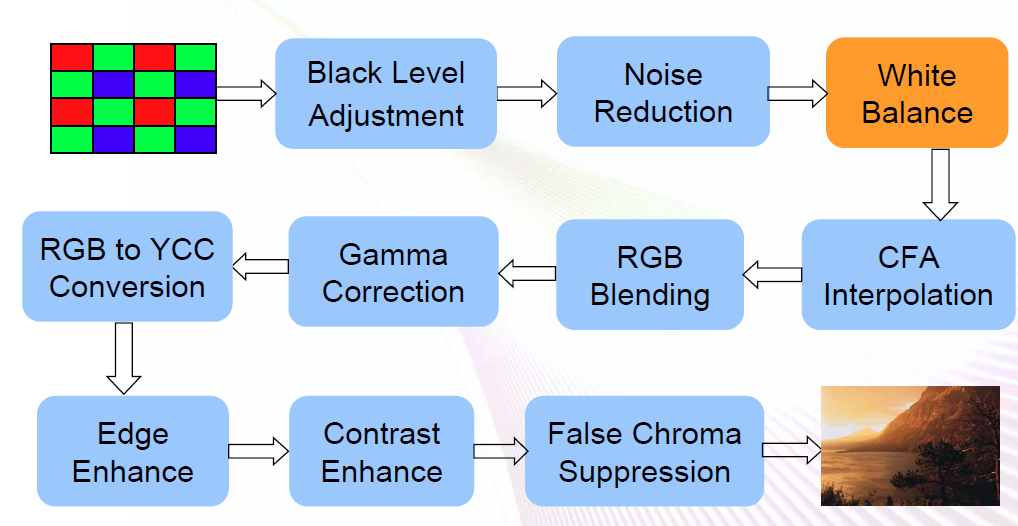 Black Level
Adjustment
Noise
Reduction
White
Balance
CFA
Interpolation
RGB
Blending
Gamma
Correction
RGB to YCC
Conversion
Edge
Enhance
Contrast
Enhance
False Chroma
Suppression